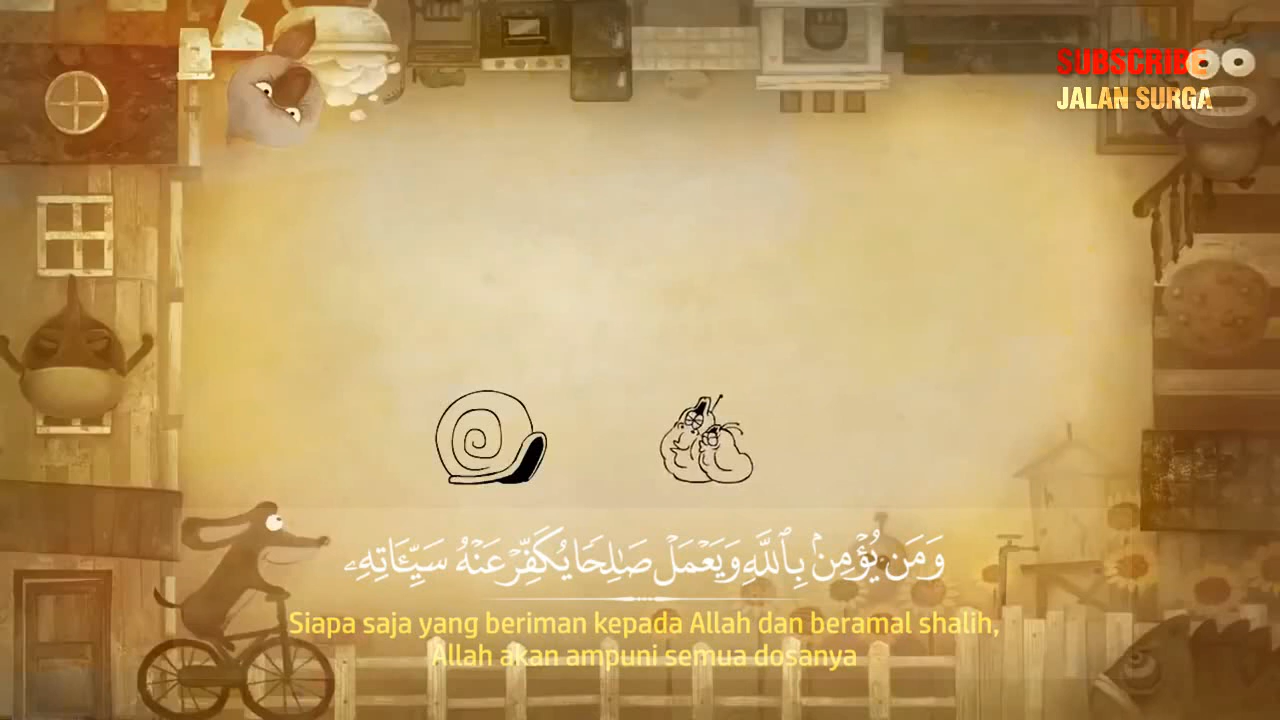 SUBSCRIBE
JALAN SURGA
وَمَن يُؤْمِنۢ بِٱللَّهِ وَيَعْمَلْ صَٰلِحًا يُكَفِّرْ عَنْهُ سَيِّـَٔاتِهِۦ
Siapa saja yang beriman kepada Allah dan beramal shalih,
Allah akan ampuni semua dosanya